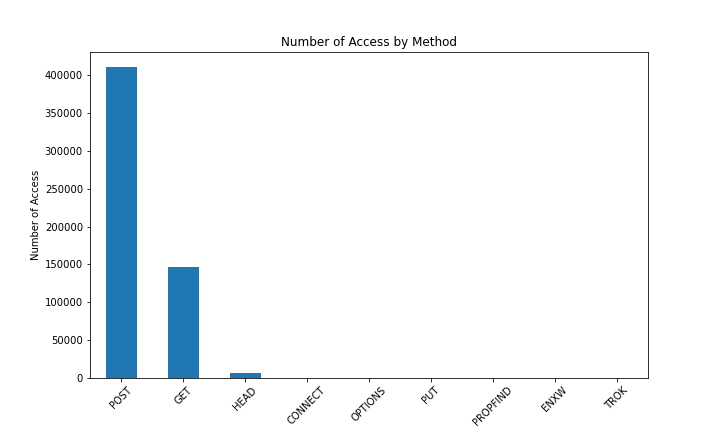 Number of Access by Method
Number of Access
400000
350000
300000
250000
200000
150000
100000
50000
0
POST
GET
HEAD
CONNECT
OPTIONS
PUT
PROPFIND
ENXW
TROK